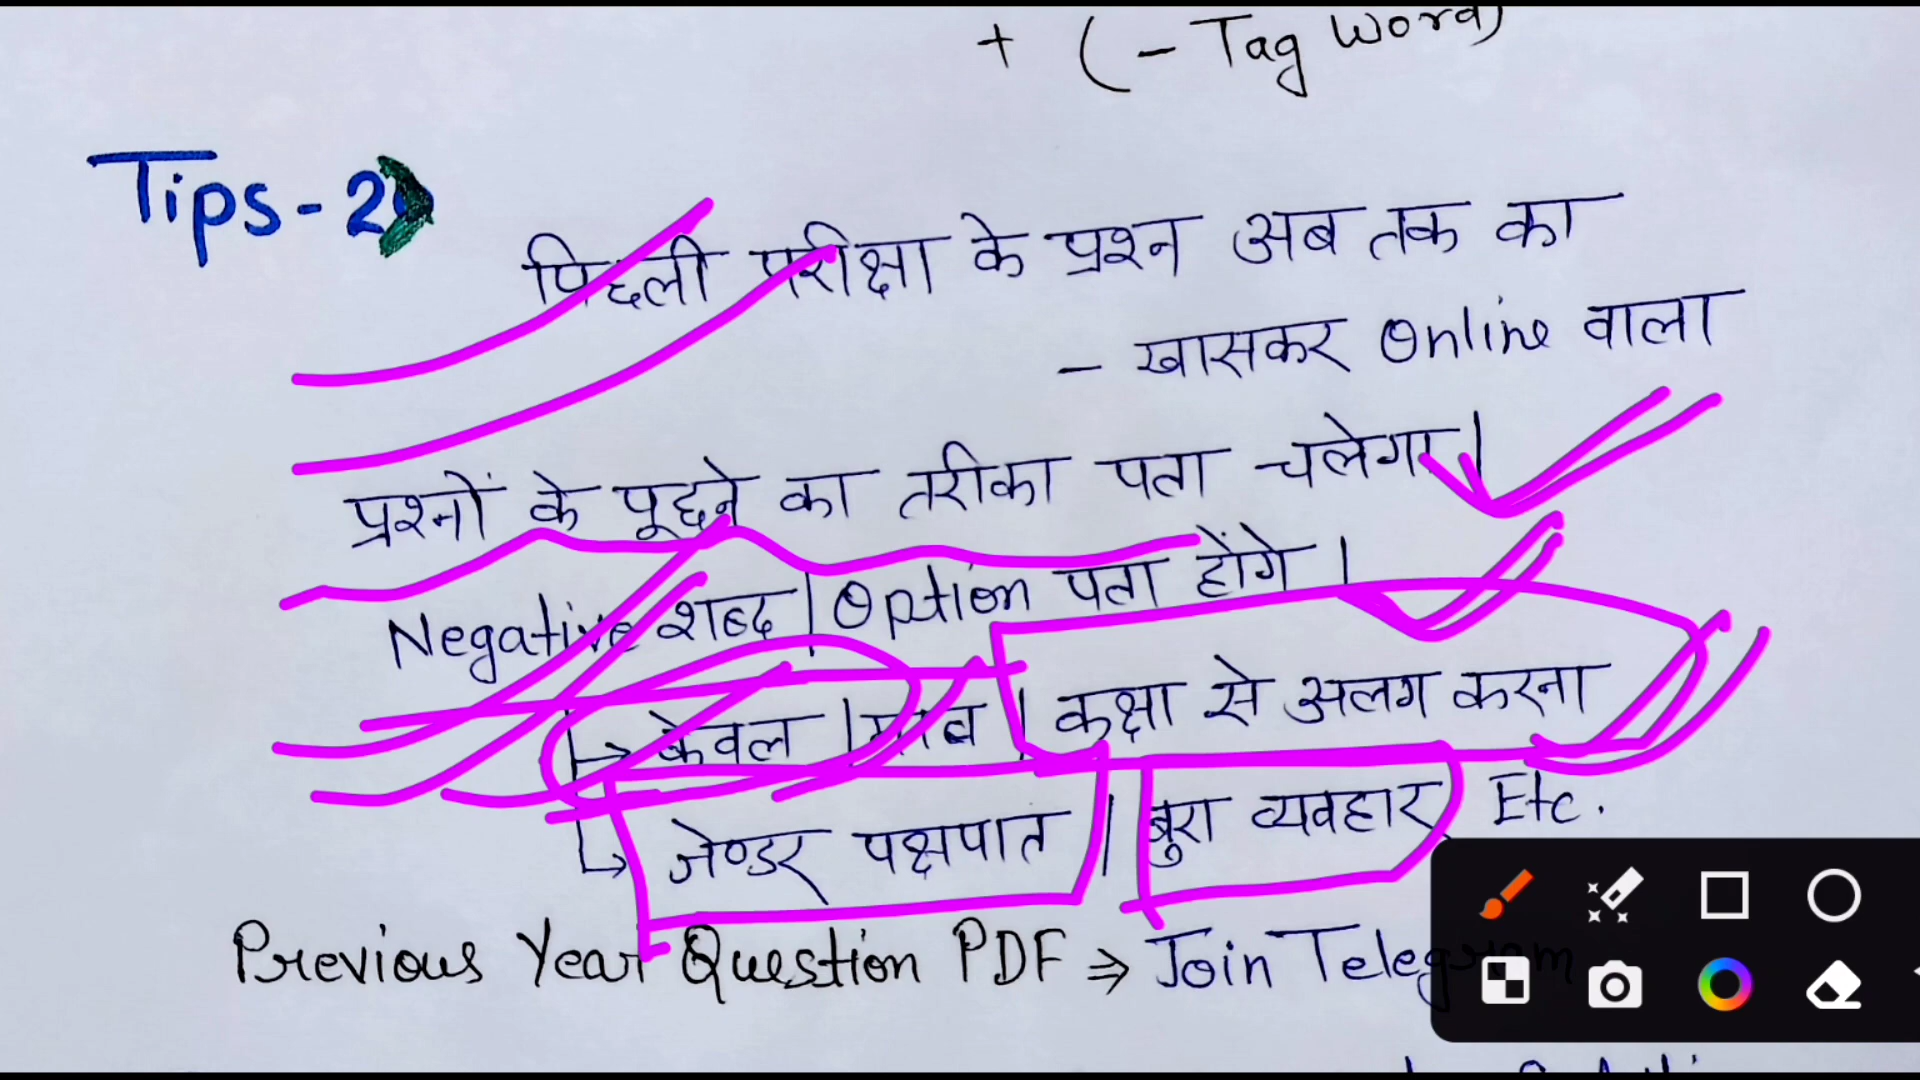 + (- Tag Word)
Tips-2
पिछली परीक्षा के प्रश्न अब तक का
- खासकर Online वाला
प्रश्नों के पूछने का तरीका पता चलेगा।
Negative शब्द | Option पता होंगे।
↳ केवल | मात्र | कक्षा से अलग करना
↳ जेण्डर पक्षपात | बुरा व्यवहार Etc.
Previous Year Question PDF ⇒ Join Telegram